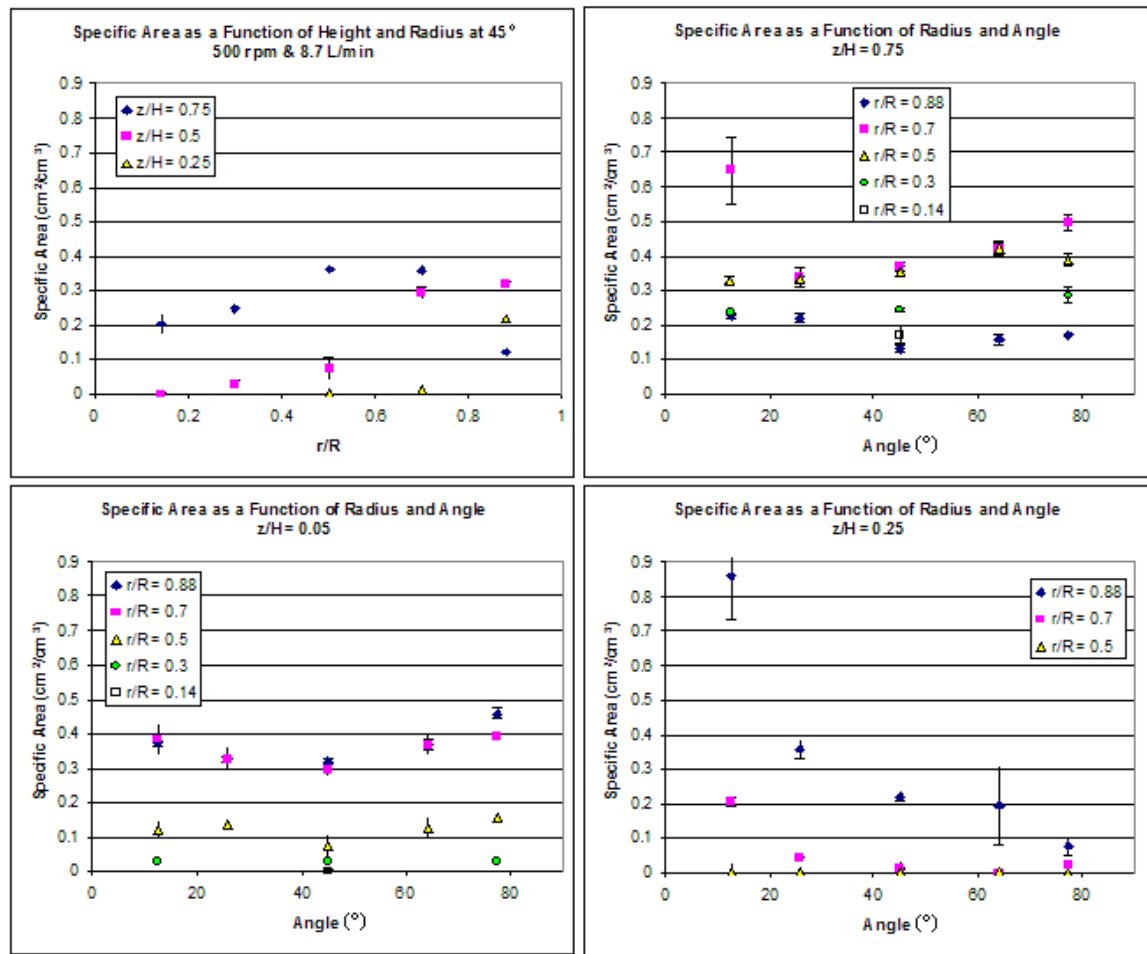 Specific Area as a Function of Height and Radius at 45°
500 rpm & 8.7 L/min
Specific Area (cm²/cm³)
0.9
0.8
0.7
0.6
0.5
0.4
0.3
0.2
0.1
0
z/H = 0.75
z/H = 0.5
z/H = 0.25
0 0.2 0.4 0.6 0.8 1
r/R
Specific Area as a Function of Radius and Angle
z/H = 0.75
Specific Area (cm²/cm³)
0.9
0.8
0.7
0.6
0.5
0.4
0.3
0.2
0.1
0
r/R = 0.88
r/R = 0.7
r/R = 0.5
r/R = 0.3
r/R = 0.14
0 20 40 60 80
Angle (°)
Specific Area as a Function of Radius and Angle
z/H = 0.05
Specific Area (cm²/cm³)
0.9
0.8
0.7
0.6
0.5
0.4
0.3
0.2
0.1
0
r/R = 0.88
r/R = 0.7
r/R = 0.5
r/R = 0.3
r/R = 0.14
0 20 40 60 80
Angle (°)
Specific Area as a Function of Radius and Angle
z/H = 0.25
Specific Area (cm²/cm³)
0.9
0.8
0.7
0.6
0.5
0.4
0.3
0.2
0.1
0
r/R = 0.88
r/R = 0.7
r/R = 0.5
0 20 40 60 80
Angle (°)